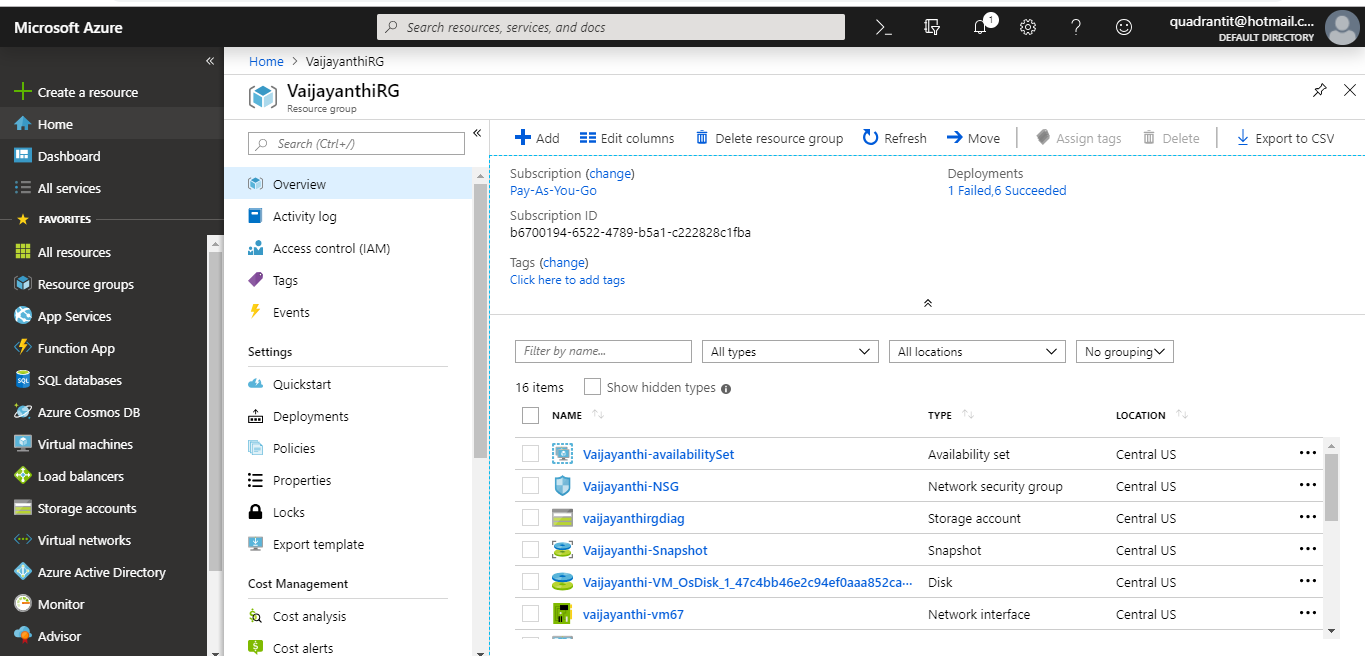 Microsoft Azure
Search resources, services, and docs
1
quadrantit@hotmail.c...
DEFAULT DIRECTORY
Create a resource
Home
Dashboard
All services
FAVORITES
All resources
Resource groups
App Services
Function App
SQL databases
Azure Cosmos DB
Virtual machines
Load balancers
Storage accounts
Virtual networks
Azure Active Directory
Monitor
Advisor
Home > VaijayanthiRG
VaijayanthiRG
Resource group
Search (Ctrl+/)
Overview
Activity log
Access control (IAM)
Tags
Events
Settings
Quickstart
Deployments
Policies
Properties
Locks
Export template
Cost Management
Cost analysis
Cost alerts
Add Edit columns Delete resource group Refresh Move Assign tags Delete Export to CSV
Subscription (change)
Pay-As-You-Go
Subscription ID
b6700194-6522-4789-b5a1-c222828c1fba
Tags (change)
Click here to add tags
Deployments
1 Failed,6 Succeeded
Filter by name... All types All locations No grouping
16 items Show hidden types
NAME TYPE LOCATION
Vaijayanthi-availabilitySet Availability set Central US
Vaijayanthi-NSG Network security group Central US
vaijayanthirgdiag Storage account Central US
Vaijayanthi-Snapshot Snapshot Central US
Vaijayanthi-VM_OsDisk_1_47c4bb46e2c94ef0aaa852ca... Disk Central US
vaijayanthi-vm67 Network interface Central US